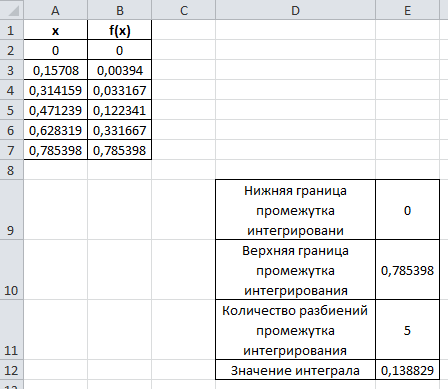 A B C D E
1 x f(x)
2 0 0
3 0,15708 0,00394
4 0,314159 0,033167
5 0,471239 0,122341
6 0,628319 0,331667
7 0,785398 0,785398
8
Нижняя граница
промежутка
9 интегрировани 0
Верхняя граница
промежутка 0,785398
10 интегрирования
Количество разбиений
промежутка 5
11 интегрирования
12 Значение интеграла 0,138829